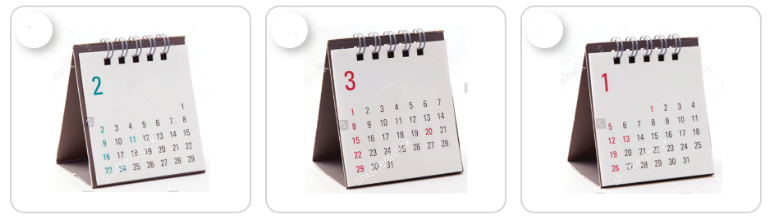 2
1
2 3 4 5 6 7 8
9 10 11 12 13 14 15
16 17 18 19 20 21 22
23 24 25 26 27 28 29
3
1 2 3 4 5 6 7
8 9 10 11 12 13 14
15 16 17 18 19 20 21
22 23 24 25 26 27 28
29 30 31
1
1 2 3 4
5 6 7 8 9 10 11
12 13 14 15 16 17 18
19 20 21 22 23 24 25
26 27 28 29 30 31